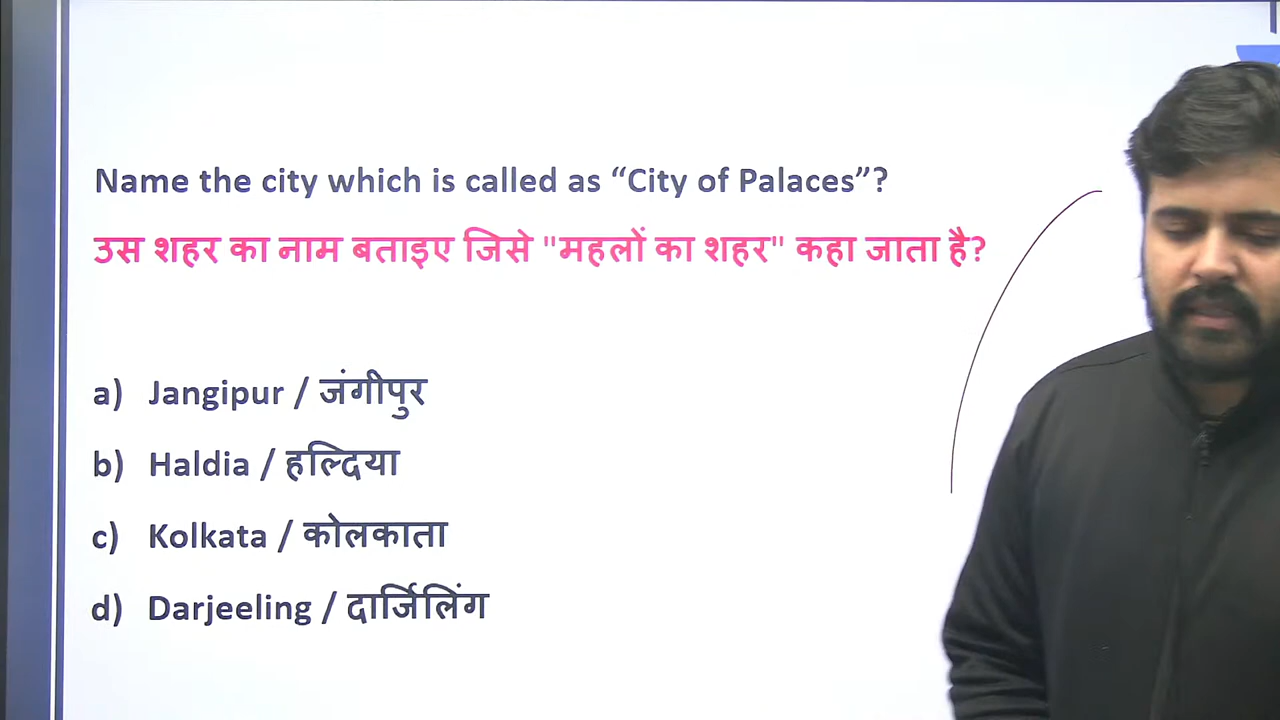 Name the city which is called as “City of Palaces”?
उस शहर का नाम बताइए जिसे "महलों का शहर" कहा जाता है?
a) Jangipur / जंगीपुर
b) Haldia / हल्दिया
c) Kolkata / कोलकाता
d) Darjeeling / दार्जिलिंग